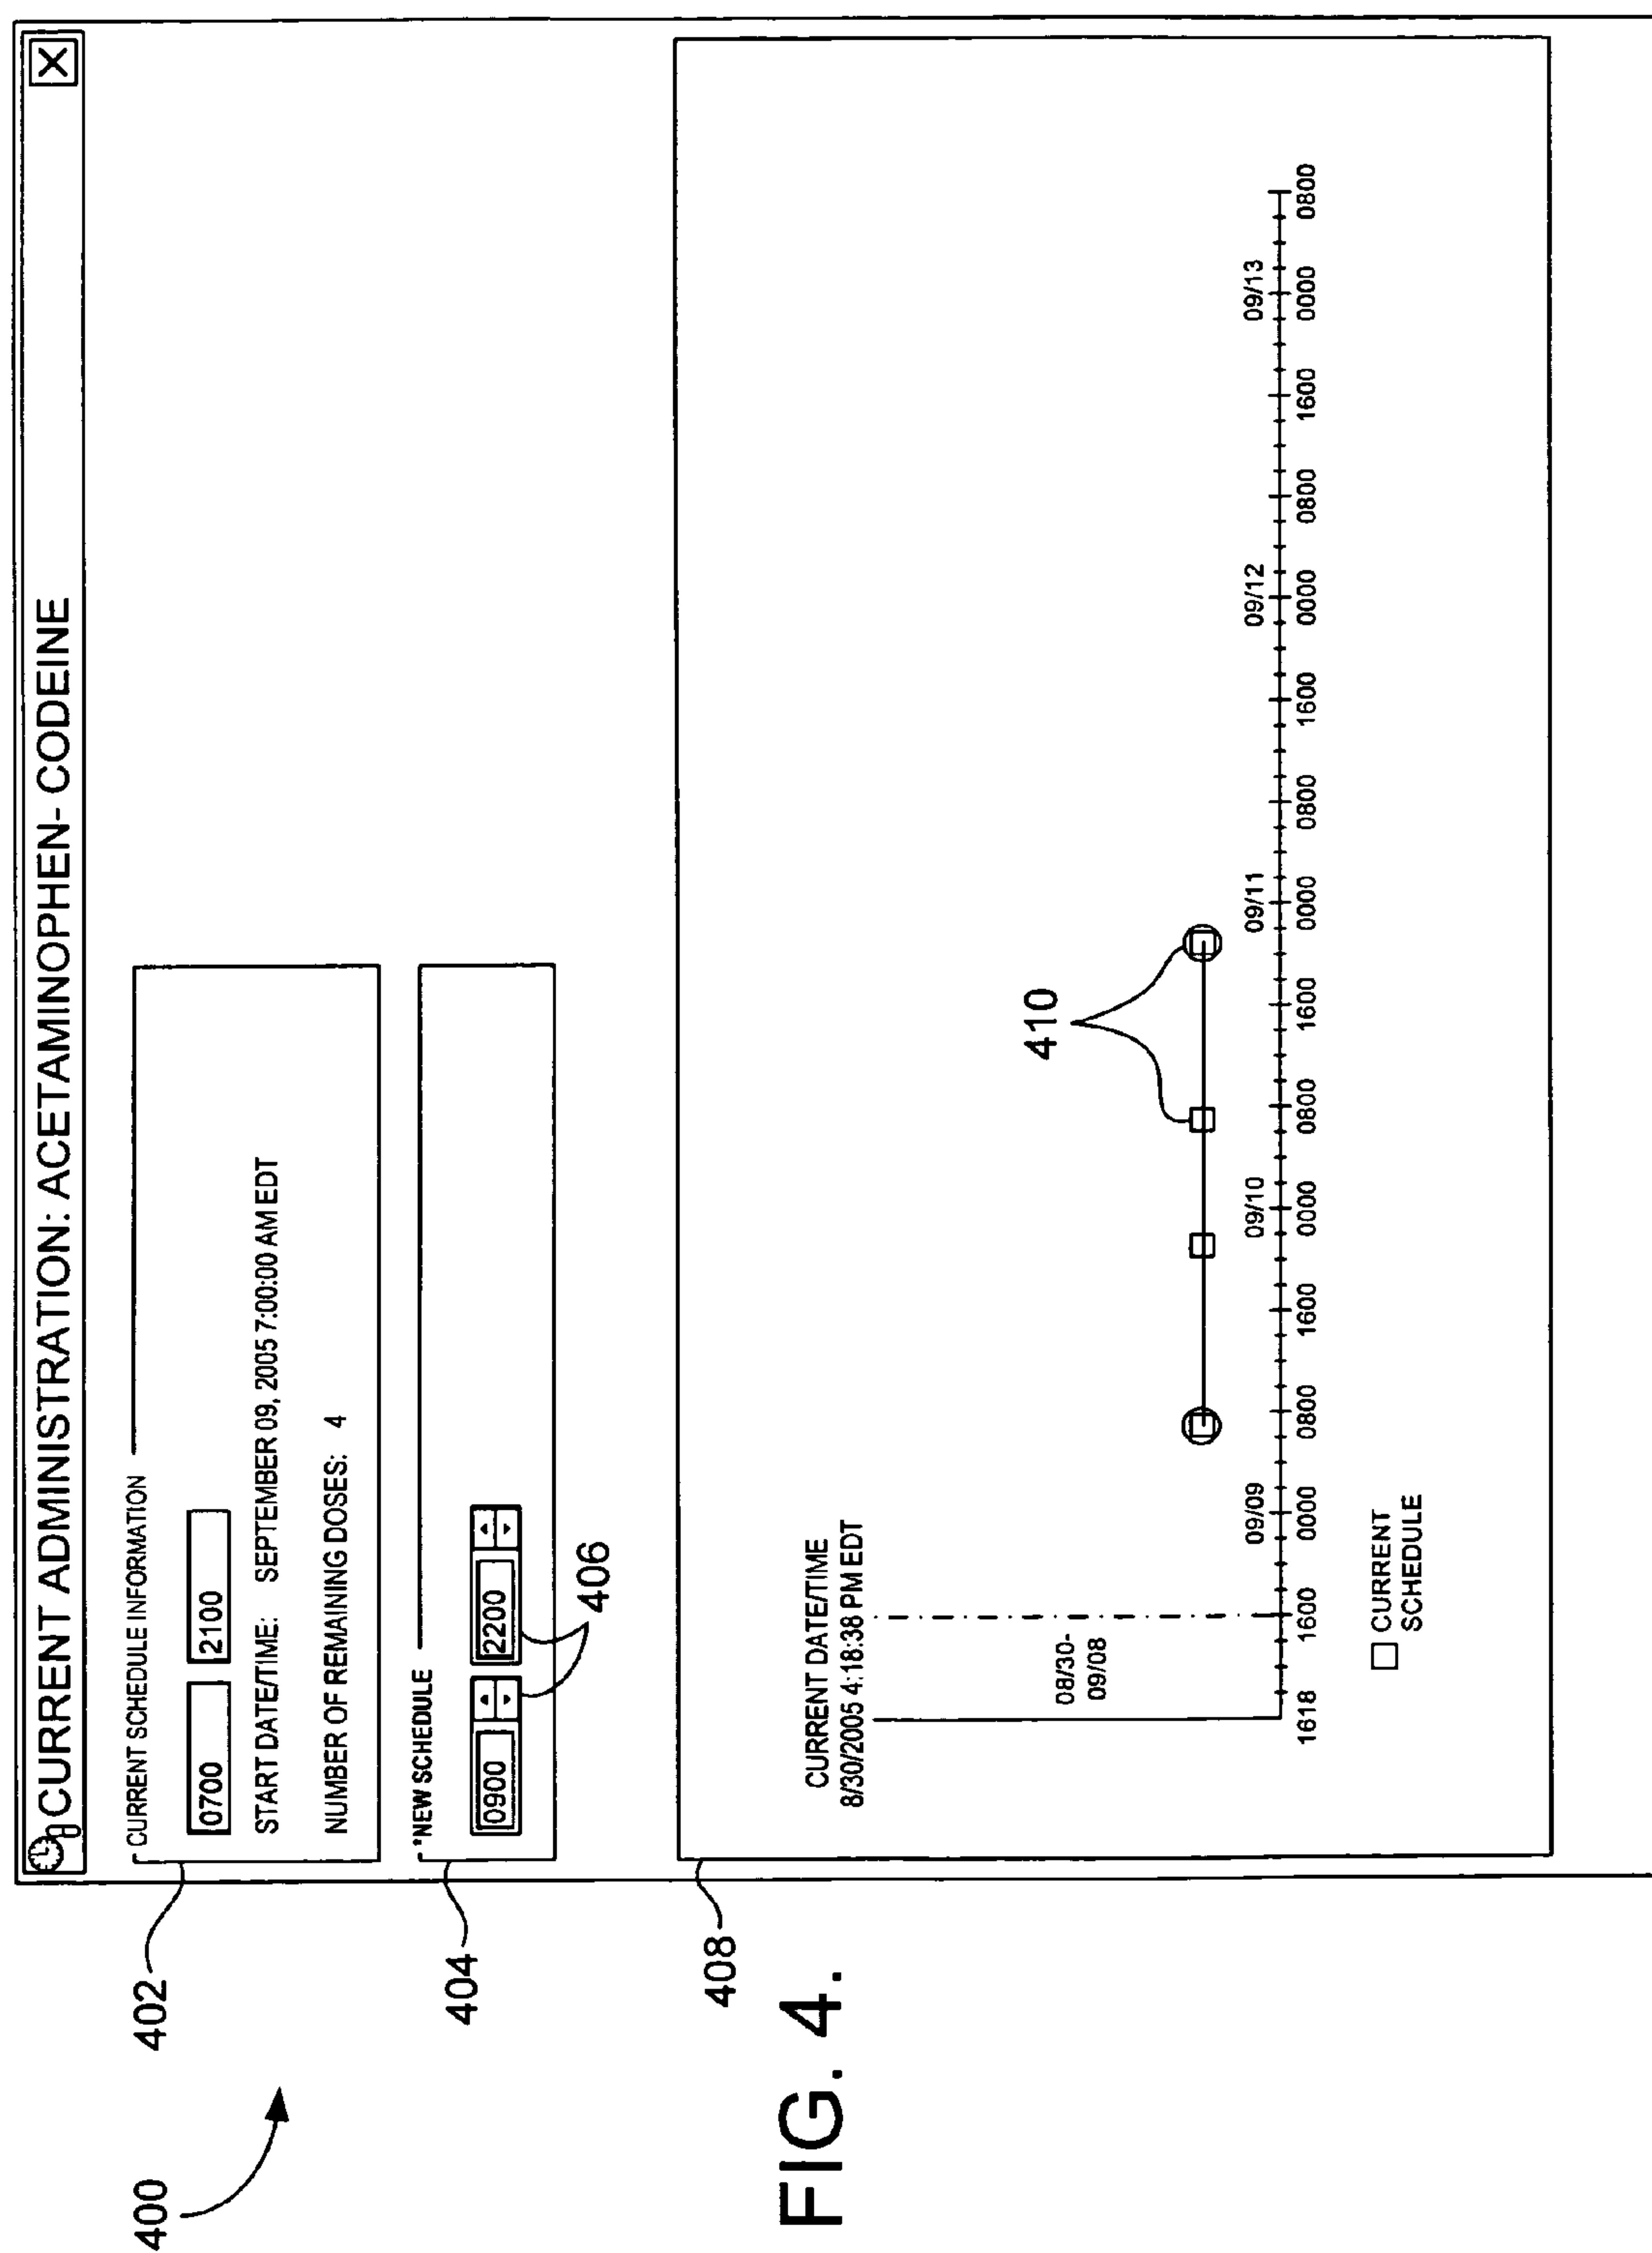 CURRENT ADMINISTRATION: ACETAMINOPHEN- CODEINE
X
CURRENT SCHEDULE INFORMATION
0700 2100
START DATE/TIME: SEPTEMBER 09, 2005 7:00:00 AM EDT
NUMBER OF REMAINING DOSES: 4
*NEW SCHEDULE
0900 2200
406
CURRENT DATE/TIME
8/30/2005 4:18:38 PM EDT
410
08/30-
09/08
09/09 09/10 09/11 09/12 09/13
1618 1600 0000 0800 1600 0000 0800 1600 0000 0800 1600 0000 0800 1600 0000 0800
CURRENT
SCHEDULE
400
402
404
408
FIG. 4.